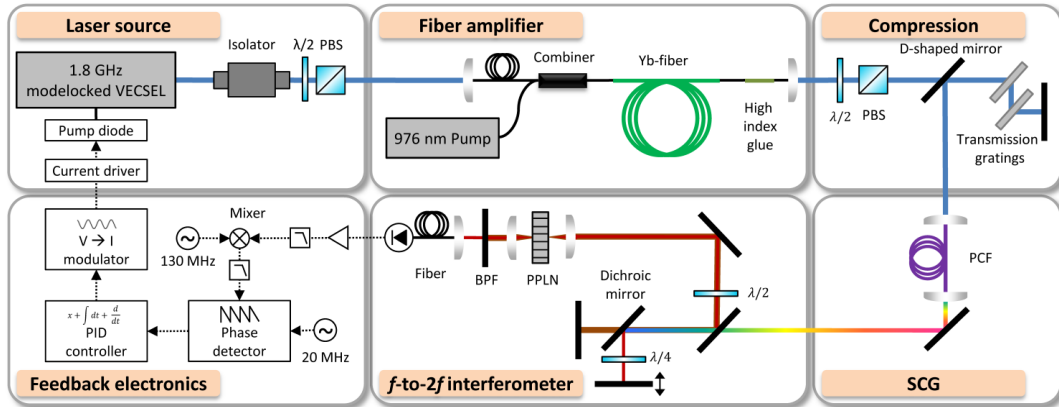 Laser source
Isolator
λ/2 PBS
1.8 GHz
modelocked VECSEL
Pump diode
Current driver
Fiber amplifier
Combiner
Yb-fiber
976 nm Pump
High
index
glue
Compression
D-shaped mirror
λ/2
PBS
Transmission
gratings
V → I
modulator
Mixer
130 MHz
x + ∫ dt + d/dt
PID
controller
Phase
detector
20 MHz
Feedback electronics
Fiber
BPF
PPLN
Dichroic
mirror
λ/2
λ/4
f-to-2f interferometer
PCF
SCG